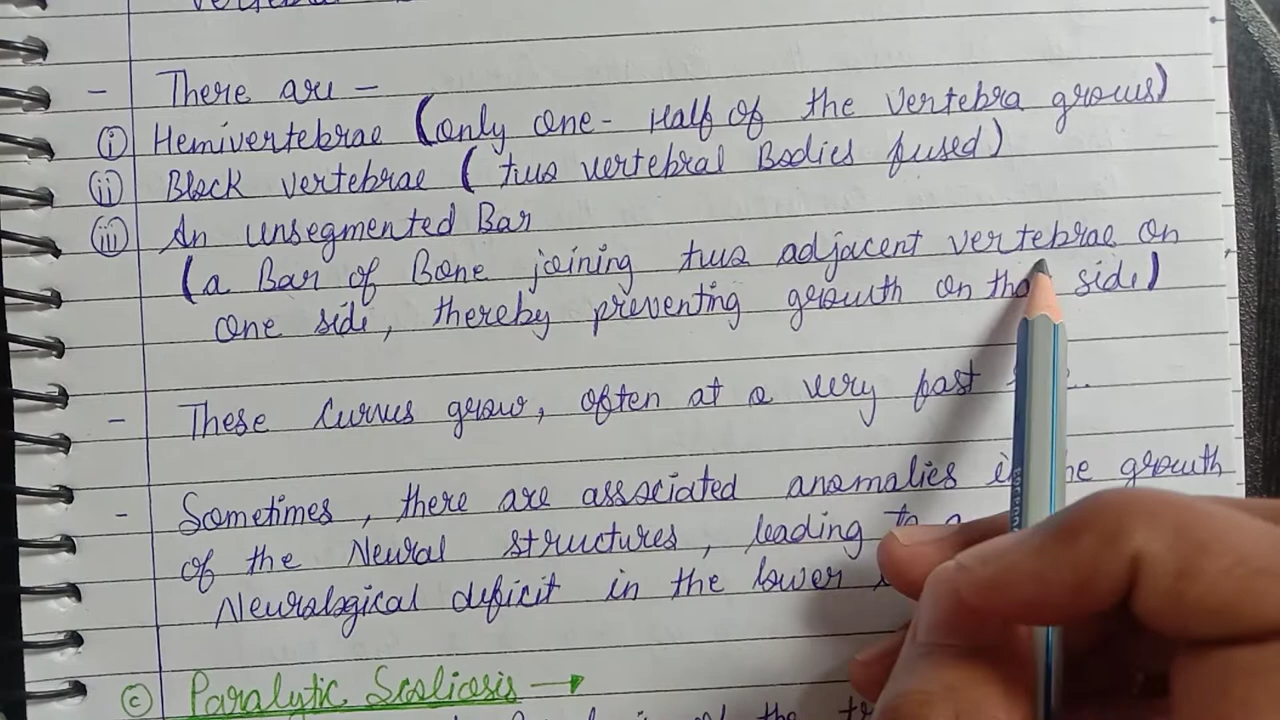 - There are -
(i) Hemivertebrae (only one - Half of the vertebra grows)
(ii) Block vertebrae (two vertebral Bodies fused)
(iii) An unsegmented Bar
(a Bar of Bone joining two adjacent vertebrae on
one side, thereby preventing growth on that side)
- These curves grow, often at a very fast
- Sometimes, there are associated anomalies in the growth
of the Neural structures, leading to a
Neurological deficit in the lower
(c) Paralytic Scoliosis →
of the